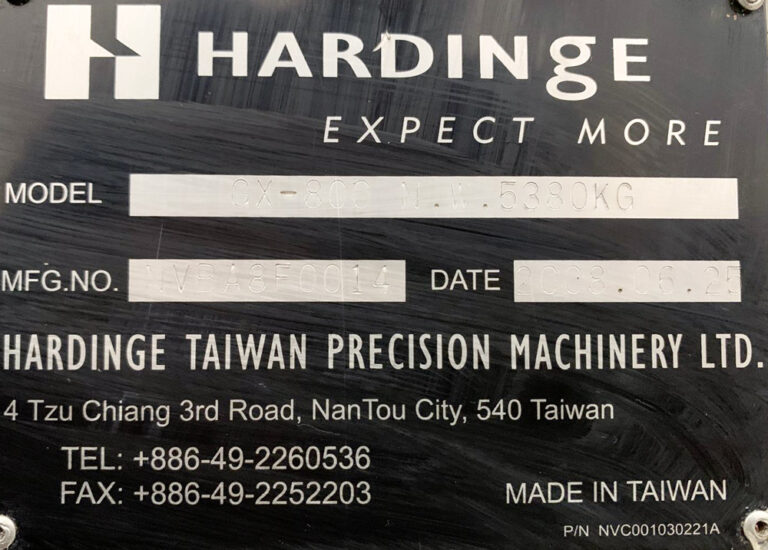 HARDINGE
EXPECT MORE
MODEL GX-800 N.W.5380KG
MFG.NO. NVBA8F0014 DATE 2008.06.25
HARDINGE TAIWAN PRECISION MACHINERY LTD.
4 Tzu Chiang 3rd Road, NanTou City, 540 Taiwan
TEL: +886-49-2260536
FAX: +886-49-2252203
MADE IN TAIWAN
P/N NVC001030221A